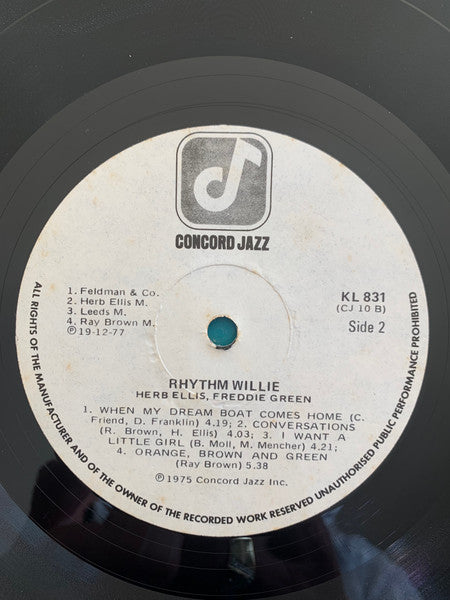 CONCORD JAZZ
1. Feldman & Co.
2. Herb Ellis M.
3. Leeds M.
4. Ray Brown M.
℗19-12-77
KL 831
(CJ 10 B)
Side 2
RHYTHM WILLIE
HERB ELLIS, FREDDIE GREEN
1. WHEN MY DREAM BOAT COMES HOME (C.
Friend, D. Franklin) 4.19; 2. CONVERSATIONS
(R. Brown, H. Ellis) 4.03; 3. I WANT A
LITTLE GIRL (B. Moll, M. Mencher) 4.21;
4. ORANGE, BROWN AND GREEN
(Ray Brown) 5.38
℗1975 Concord Jazz Inc.
ALL RIGHTS OF THE MANUFACTURER AND OF THE OWNER OF THE RECORDED WORK RESERVED UNAUTHORISED PUBLIC PERFORMANCE PROHIBITED